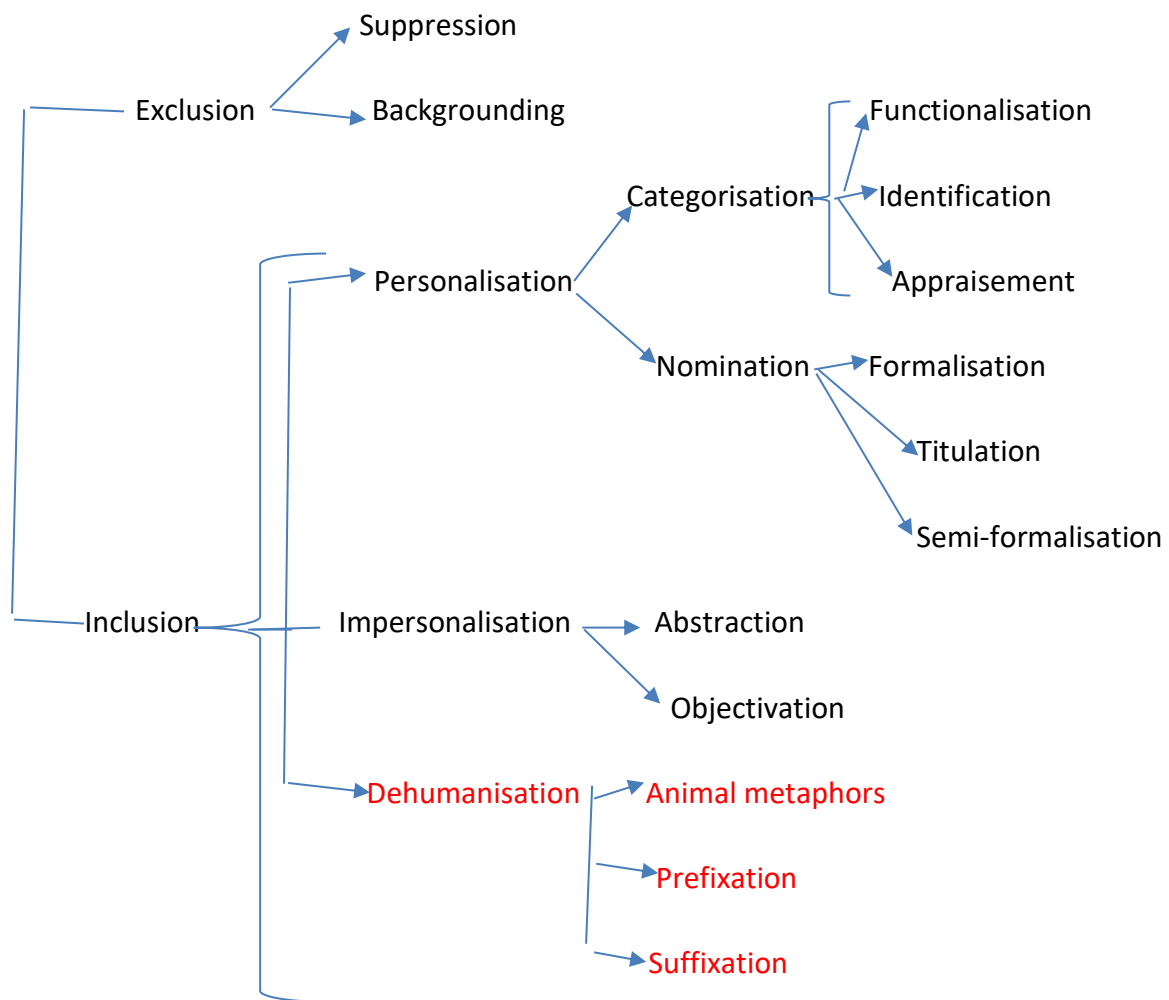 Suppression
Exclusion
Backgrounding
Functionalisation
Categorisation
Identification
Personalisation
Appraisement
Nomination
Formalisation
Titulation
Semi-formalisation
Inclusion
Impersonalisation
Abstraction
Objectivation
Dehumanisation
Animal metaphors
Prefixation
Suffixation